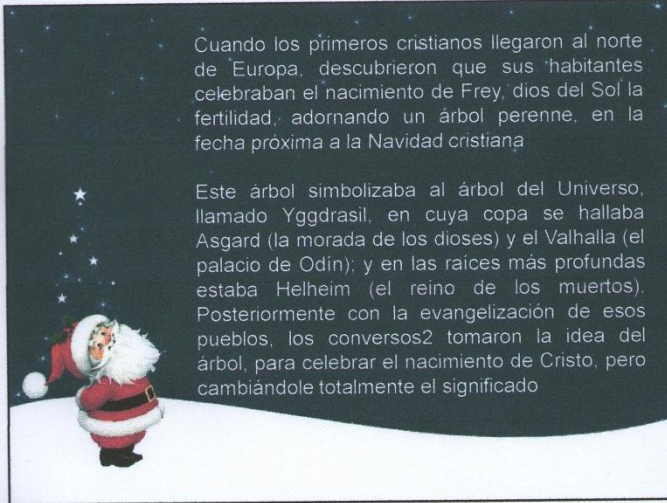 Cuando los primeros cristianos llegaron al norte
de Europa, descubrieron que sus habitantes
celebraban el nacimiento de Frey, dios del Sol la
fertilidad, adornando un árbol perenne, en la
fecha próxima a la Navidad cristiana
Este árbol simbolizaba al árbol del Universo,
llamado Yggdrasil, en cuya copa se hallaba
Asgard (la morada de los dioses) y el Valhalla (el
palacio de Odín); y en las raíces más profundas
estaba Helheim (el reino de los muertos).
Posteriormente con la evangelización de esos
pueblos, los conversos2 tomaron la idea del
árbol, para celebrar el nacimiento de Cristo, pero
cambiándole totalmente el significado